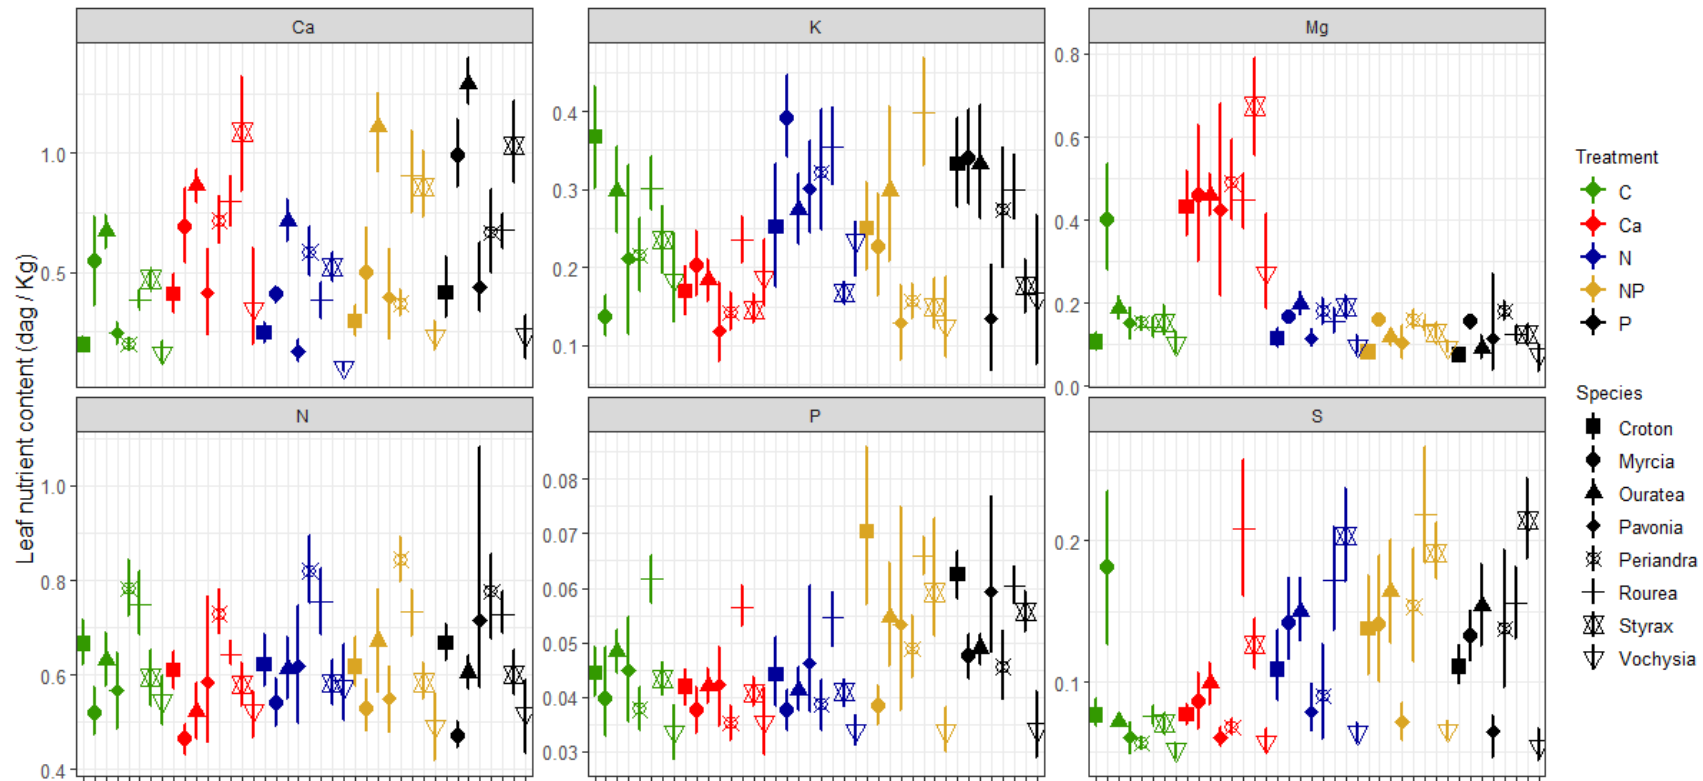 Ca
K
Mg
Leaf nutrient content (dag / Kg)
1.0
0.5
0.4
0.3
0.2
0.1
0.8
0.6
0.4
0.2
0.0
N
P
S
1.0
0.8
0.6
0.4
0.08
0.07
0.06
0.05
0.04
0.03
0.2
0.1
Treatment
C
Ca
N
NP
P
Species
Croton
Myrcia
Ouratea
Pavonia
Periandra
Rourea
Styrax
Vochysia